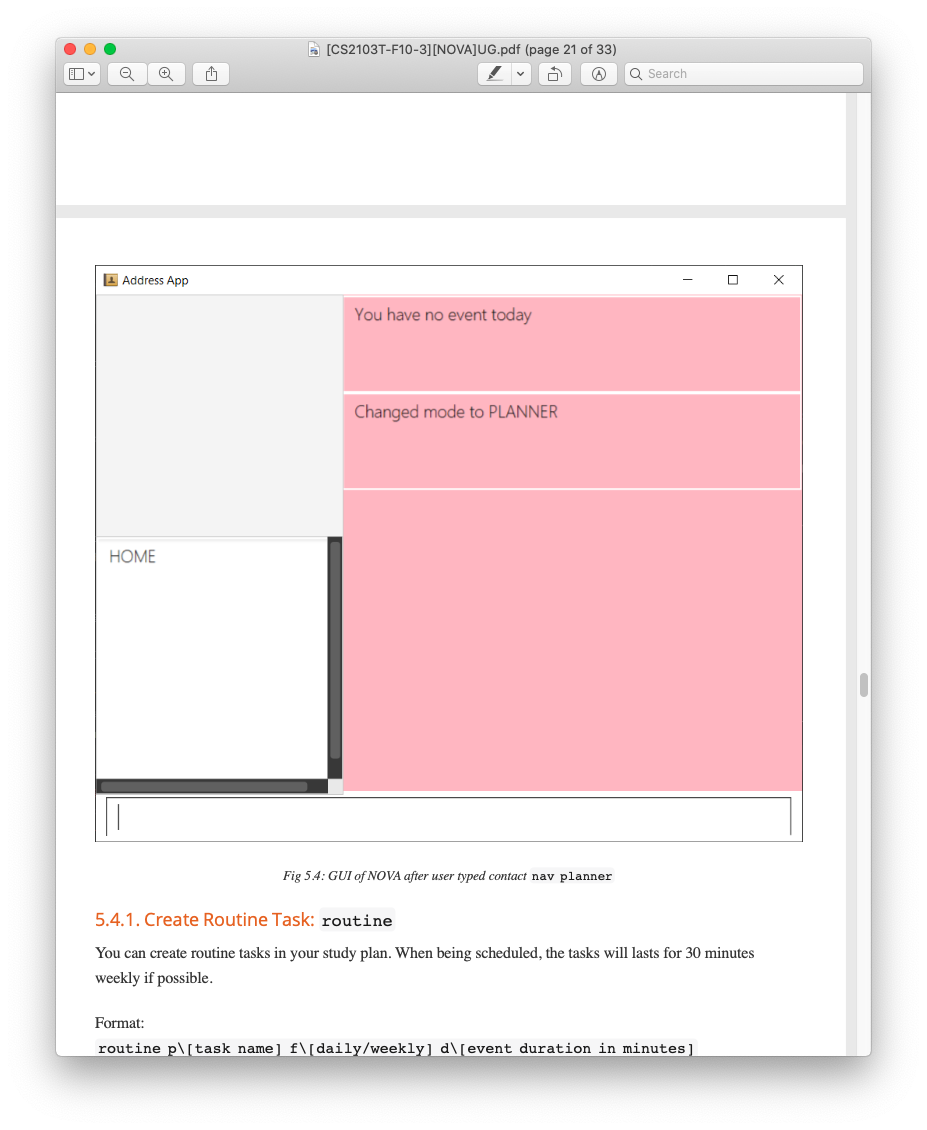 [CS2103T-F10-3][NOVA]UG.pdf (page 21 of 33)
Search
Address App
You have no event today
Changed mode to PLANNER
HOME
Fig 5.4: GUI of NOVA after user typed contact nav planner
5.4.1. Create Routine Task: routine
You can create routine tasks in your study plan. When being scheduled, the tasks will lasts for 30 minutes
weekly if possible.
Format:
routine p\[task name] f\[daily/weekly] d\[event duration in minutes]